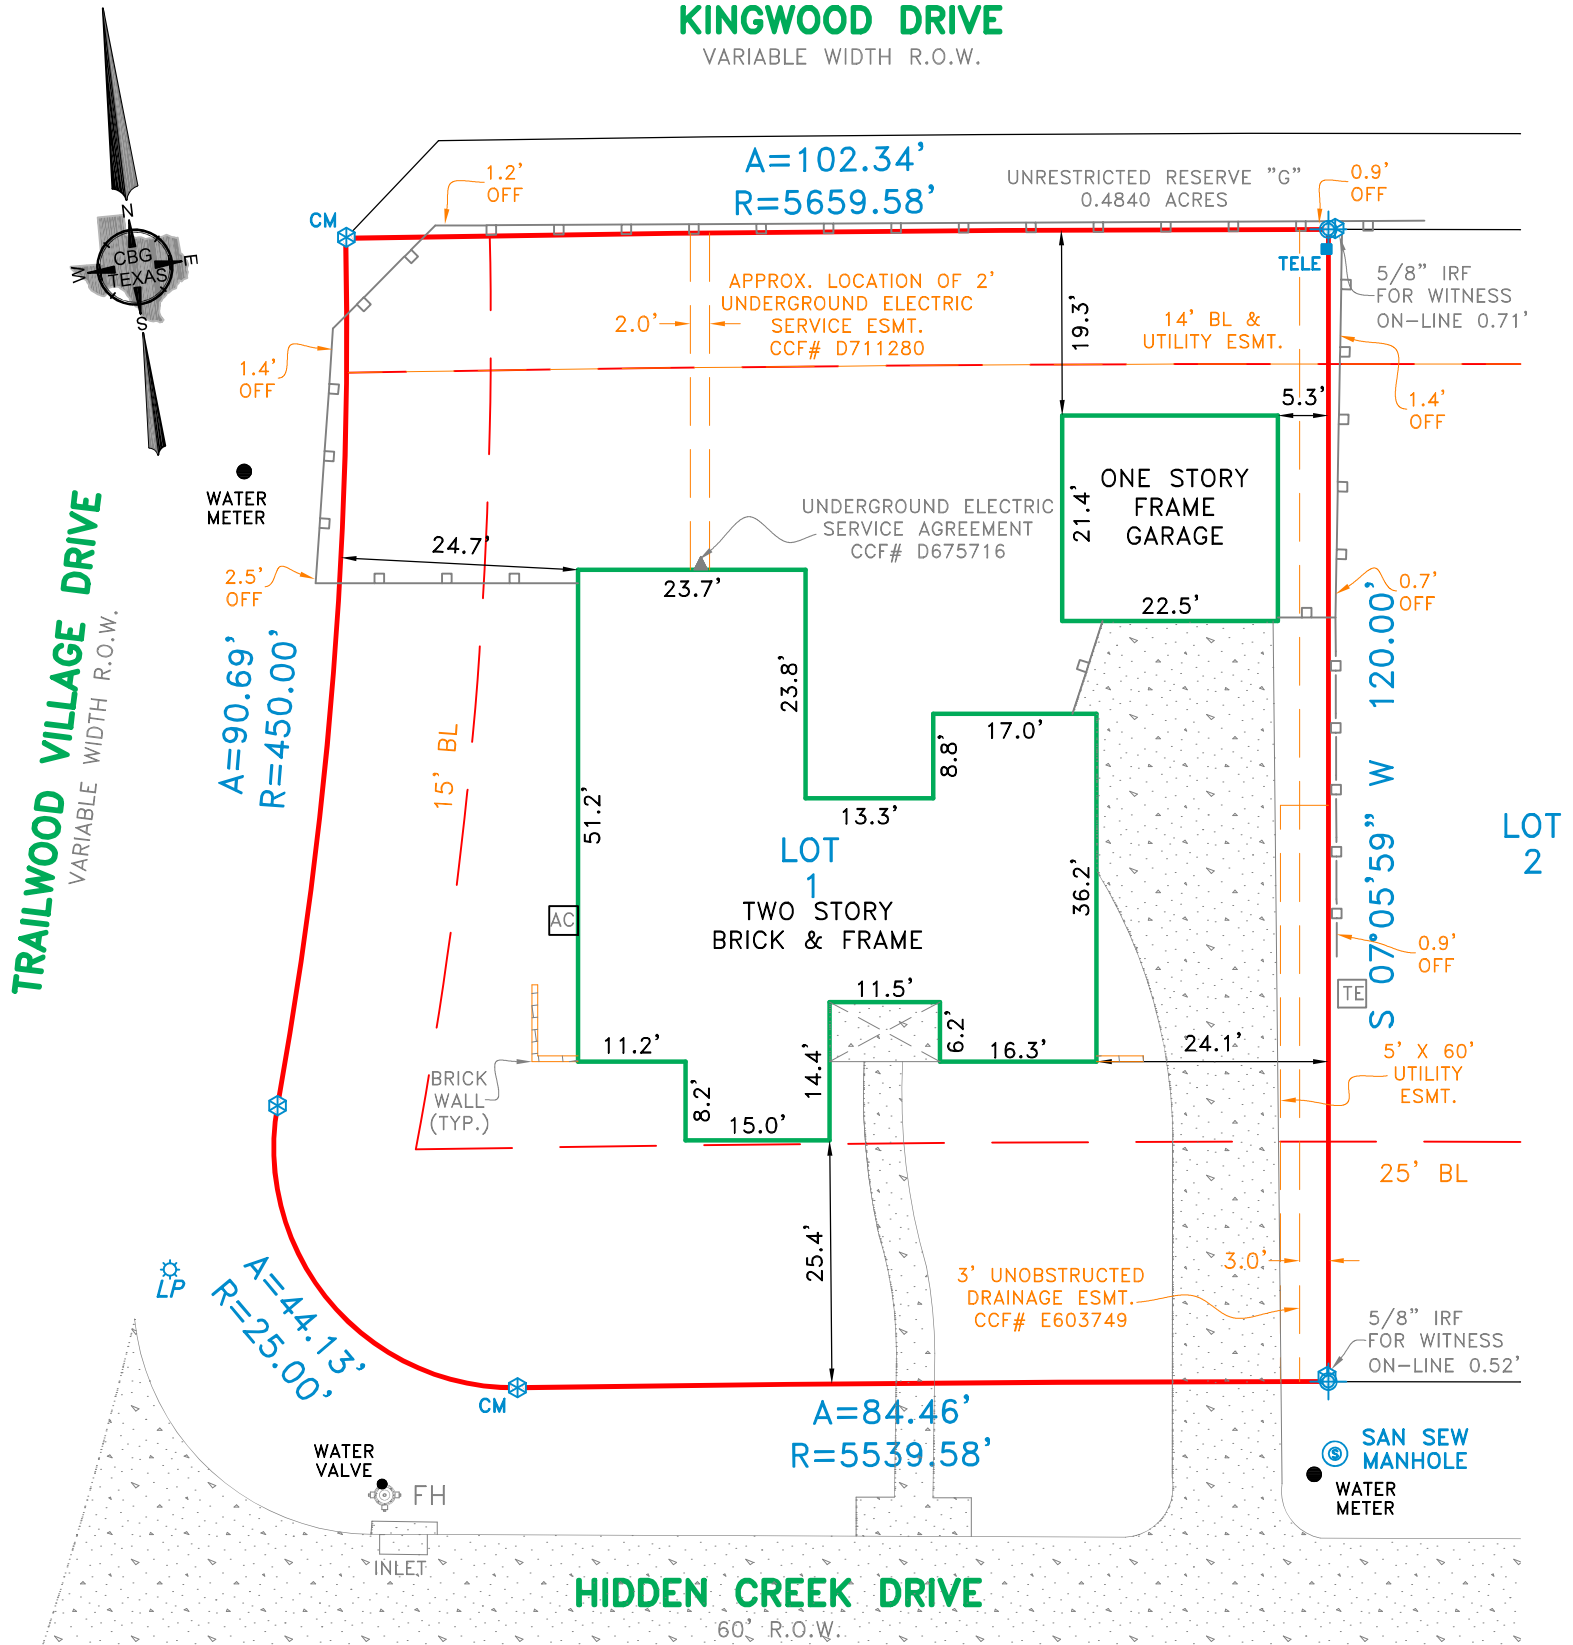 KINGWOOD DRIVE
VARIABLE WIDTH R.O.W.
N
CBG
TEXAS
W
E
S
A=102.34'
R=5659.58'
UNRESTRICTED RESERVE "G"
0.4840 ACRES
1.2'
OFF
0.9'
OFF
CM
TELE
5/8" IRF
FOR WITNESS
ON-LINE 0.71'
APPROX. LOCATION OF 2'
UNDERGROUND ELECTRIC
SERVICE ESMT.
CCF# D711280
2.0'
19.3'
14' BL &
UTILITY ESMT.
1.4'
OFF
5.3'
1.4'
OFF
WATER
METER
ONE STORY
FRAME
GARAGE
21.4'
22.5'
UNDERGROUND ELECTRIC
SERVICE AGREEMENT
CCF# D675716
24.7'
23.7'
2.5'
OFF
0.7'
OFF
TRAILWOOD VILLAGE DRIVE
VARIABLE WIDTH R.O.W.
A=90.69'
R=450.00'
15' BL
23.8'
17.0'
8.8'
13.3'
51.2'
LOT
1
TWO STORY
BRICK & FRAME
36.2'
S 07°05'59" W 120.00'
LOT
2
AC
0.9'
OFF
TE
11.5'
6.2'
16.3'
11.2'
14.4'
8.2'
15.0'
24.1'
BRICK
WALL
(TYP.)
5' X 60'
UTILITY
ESMT.
25' BL
25.4'
3.0'
3' UNOBSTRUCTED
DRAINAGE ESMT.
CCF# E603749
LP
A=44.13'
R=25.00'
5/8" IRF
FOR WITNESS
ON-LINE 0.52'
CM
A=84.46'
R=5539.58'
WATER
VALVE
FH
INLET
S
SAN SEW
MANHOLE
WATER
METER
HIDDEN CREEK DRIVE
60' R.O.W.